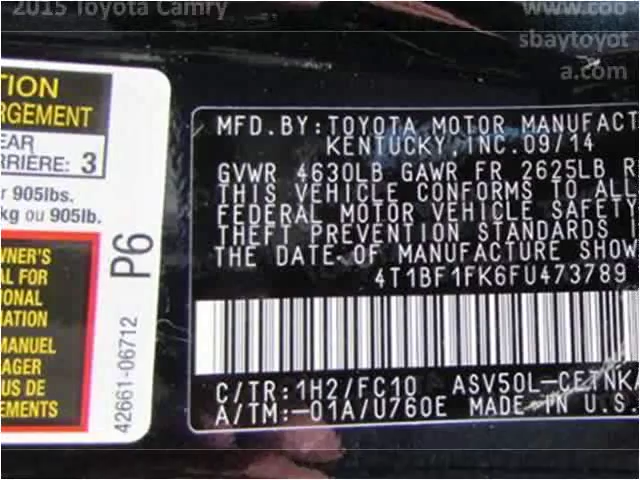 2015 Toyota Camry
www.coo
sbaytoyot
a.com
TION
RGEMENT
EAR
RRIÈRE: 3
r 905lbs.
kg ou 905lb.
WNER'S
AL FOR
TIONAL
MATION
MANUEL
AGER
US DE
EMENTS
P6
42661-06712
MFD.BY:TOYOTA MOTOR MANUFACT
KENTUCKY, INC.09/14
GVWR 4630LB GAWR FR 2625LB R
THIS VEHICLE CONFORMS TO ALL
FEDERAL MOTOR VEHICLE SAFETY
THEFT PREVENTION STANDARDS I
THE DATE OF MANUFACTURE SHOW
4T1BF1FK6FU473789
C/TR:1H2/FC10 ASV50L-CETNKA
A/TM:-01A/U760E MADE IN U.S.